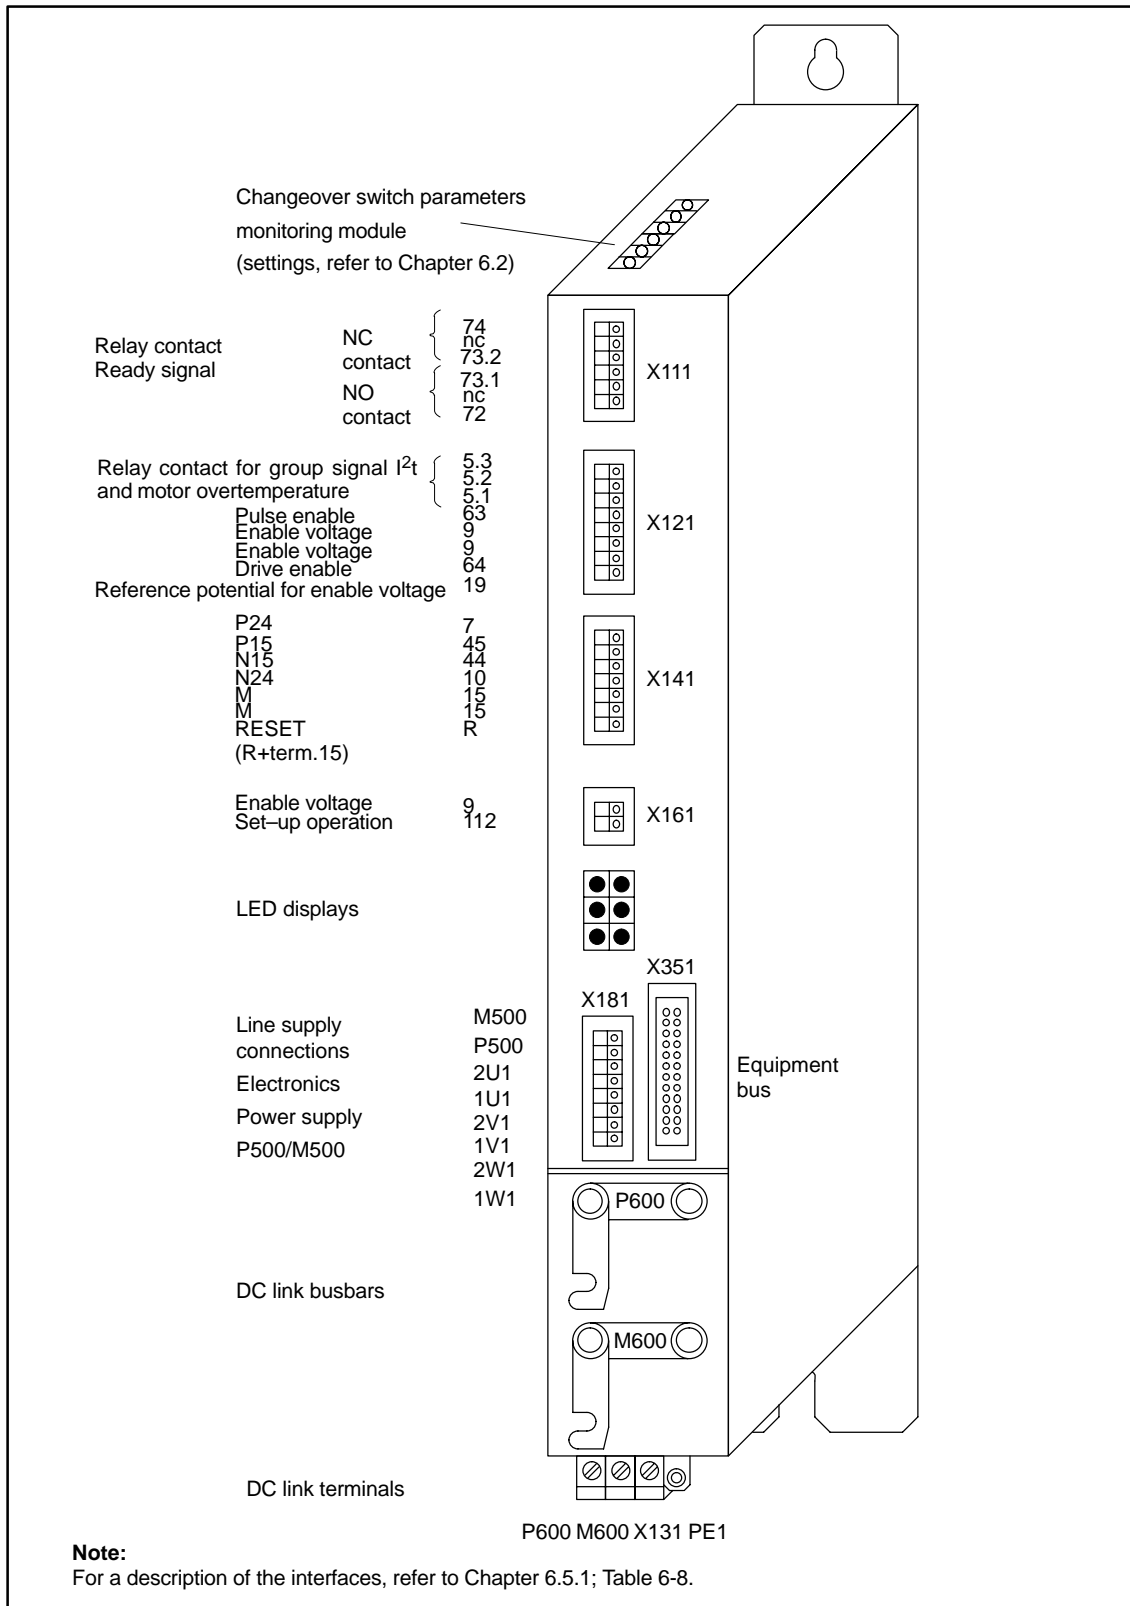 Changeover switch parameters
monitoring module
(settings, refer to Chapter 6.2)
Relay contact
Ready signal
NC
contact
74
nc
73.2
NO
contact
73.1
nc
72
X111
Relay contact for group signal I²t
and motor overtemperature
5.3
5.2
5.1
Pulse enable 63
Enable voltage 9
Enable voltage 9
Drive enable 64
Reference potential for enable voltage 19
X121
P24 7
P15 45
N15 44
N24 10
M 15
M 15
RESET R
(R+term.15)
X141
Enable voltage 9
Set–up operation 112
X161
LED displays
X351
X181
Line supply
connections
Electronics
Power supply
P500/M500
M500
P500
2U1
1U1
2V1
1V1
2W1
1W1
Equipment
bus
P600
DC link busbars
M600
DC link terminals
P600 M600 X131 PE1
Note:
For a description of the interfaces, refer to Chapter 6.5.1; Table 6-8.